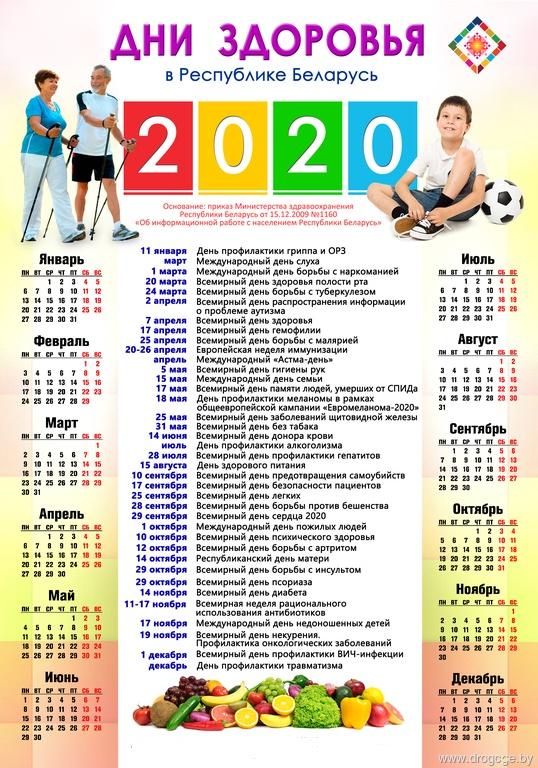 ДНИ ЗДОРОВЬЯ
в Республике Беларусь
2020
Основание: приказ Министерства здравоохранения
Республики Беларусь от 15.12.2009 №1160
«Об информационной работе с населением Республики Беларусь»
11 января День профилактики гриппа и ОРЗ
март Международный день слуха
1 марта Международный день борьбы с наркоманией
20 марта Всемирный день здоровья полости рта
24 марта Всемирный день борьбы с туберкулезом
2 апреля Всемирный день распространения информации
о проблеме аутизма
7 апреля Всемирный день здоровья
17 апреля Всемирный день гемофилии
25 апреля Всемирный день борьбы с малярией
20-26 апреля Европейская неделя иммунизации
апрель Международный «Астма-день»
5 мая Всемирный день гигиены рук
15 мая Международный день семьи
17 мая Всемирный день памяти людей, умерших от СПИДа
18 мая День профилактики меланомы в рамках
общеевропейской кампании «Евромеланома-2020»
25 мая Всемирный день заболеваний щитовидной железы
31 мая Всемирный день без табака
14 июня Всемирный день донора крови
июль День профилактики алкоголизма
28 июля Всемирный день профилактики гепатитов
15 августа День здорового питания
10 сентября Всемирный день предотвращения самоубийств
17 сентября Всемирный день безопасности пациентов
25 сентября Всемирный день легких
28 сентября Всемирный день борьбы против бешенства
29 сентября Всемирный день сердца 2020
1 октября Международный день пожилых людей
10 октября Всемирный день психического здоровья
12 октября Всемирный день борьбы с артритом
14 октября Республиканский день матери
29 октября Всемирный день борьбы с инсультом
29 октября Всемирный день псориаза
14 ноября Всемирный день диабета
11-17 ноября Всемирная неделя рационального
использования антибиотиков
17 ноября Международный день недоношенных детей
19 ноября Всемирный день некурения.
Профилактика онкологических заболеваний
1 декабря Всемирный день профилактики ВИЧ-инфекции
декабрь День профилактики травматизма
Январь
ПН ВТ СР ЧТ ПТ СБ ВС
1 2 3 4 5
6 7 8 9 10 11 12
13 14 15 16 17 18 19
20 21 22 23 24 25 26
27 28 29 30 31
Февраль
ПН ВТ СР ЧТ ПТ СБ ВС
1 2
3 4 5 6 7 8 9
10 11 12 13 14 15 16
17 18 19 20 21 22 23
24 25 26 27 28 29
Март
ПН ВТ СР ЧТ ПТ СБ ВС
1
2 3 4 5 6 7 8
9 10 11 12 13 14 15
16 17 18 19 20 21 22
23 24 25 26 27 28 29
30 31
Апрель
ПН ВТ СР ЧТ ПТ СБ ВС
1 2 3 4 5
6 7 8 9 10 11 12
13 14 15 16 17 18 19
20 21 22 23 24 25 26
27 28 29 30
Май
ПН ВТ СР ЧТ ПТ СБ ВС
1 2 3
4 5 6 7 8 9 10
11 12 13 14 15 16 17
18 19 20 21 22 23 24
25 26 27 28 29 30 31
Июнь
ПН ВТ СР ЧТ ПТ СБ ВС
1 2 3 4 5 6 7
8 9 10 11 12 13 14
15 16 17 18 19 20 21
22 23 24 25 26 27 28
29 30
Июль
ПН ВТ СР ЧТ ПТ СБ ВС
1 2 3 4 5
6 7 8 9 10 11 12
13 14 15 16 17 18 19
20 21 22 23 24 25 26
27 28 29 30 31
Август
ПН ВТ СР ЧТ ПТ СБ ВС
1 2
3 4 5 6 7 8 9
10 11 12 13 14 15 16
17 18 19 20 21 22 23
24 25 26 27 28 29 30
31
Сентябрь
ПН ВТ СР ЧТ ПТ СБ ВС
1 2 3 4 5 6
7 8 9 10 11 12 13
14 15 16 17 18 19 20
21 22 23 24 25 26 27
28 29 30
Октябрь
ПН ВТ СР ЧТ ПТ СБ ВС
1 2 3 4
5 6 7 8 9 10 11
12 13 14 15 16 17 18
19 20 21 22 23 24 25
26 27 28 29 30 31
Ноябрь
ПН ВТ СР ЧТ ПТ СБ ВС
1
2 3 4 5 6 7 8
9 10 11 12 13 14 15
16 17 18 19 20 21 22
23 24 25 26 27 28 29
30
Декабрь
ПН ВТ СР ЧТ ПТ СБ ВС
1 2 3 4 5 6
7 8 9 10 11 12 13
14 15 16 17 18 19 20
21 22 23 24 25 26 27
28 29 30 31
www.drogcge.by